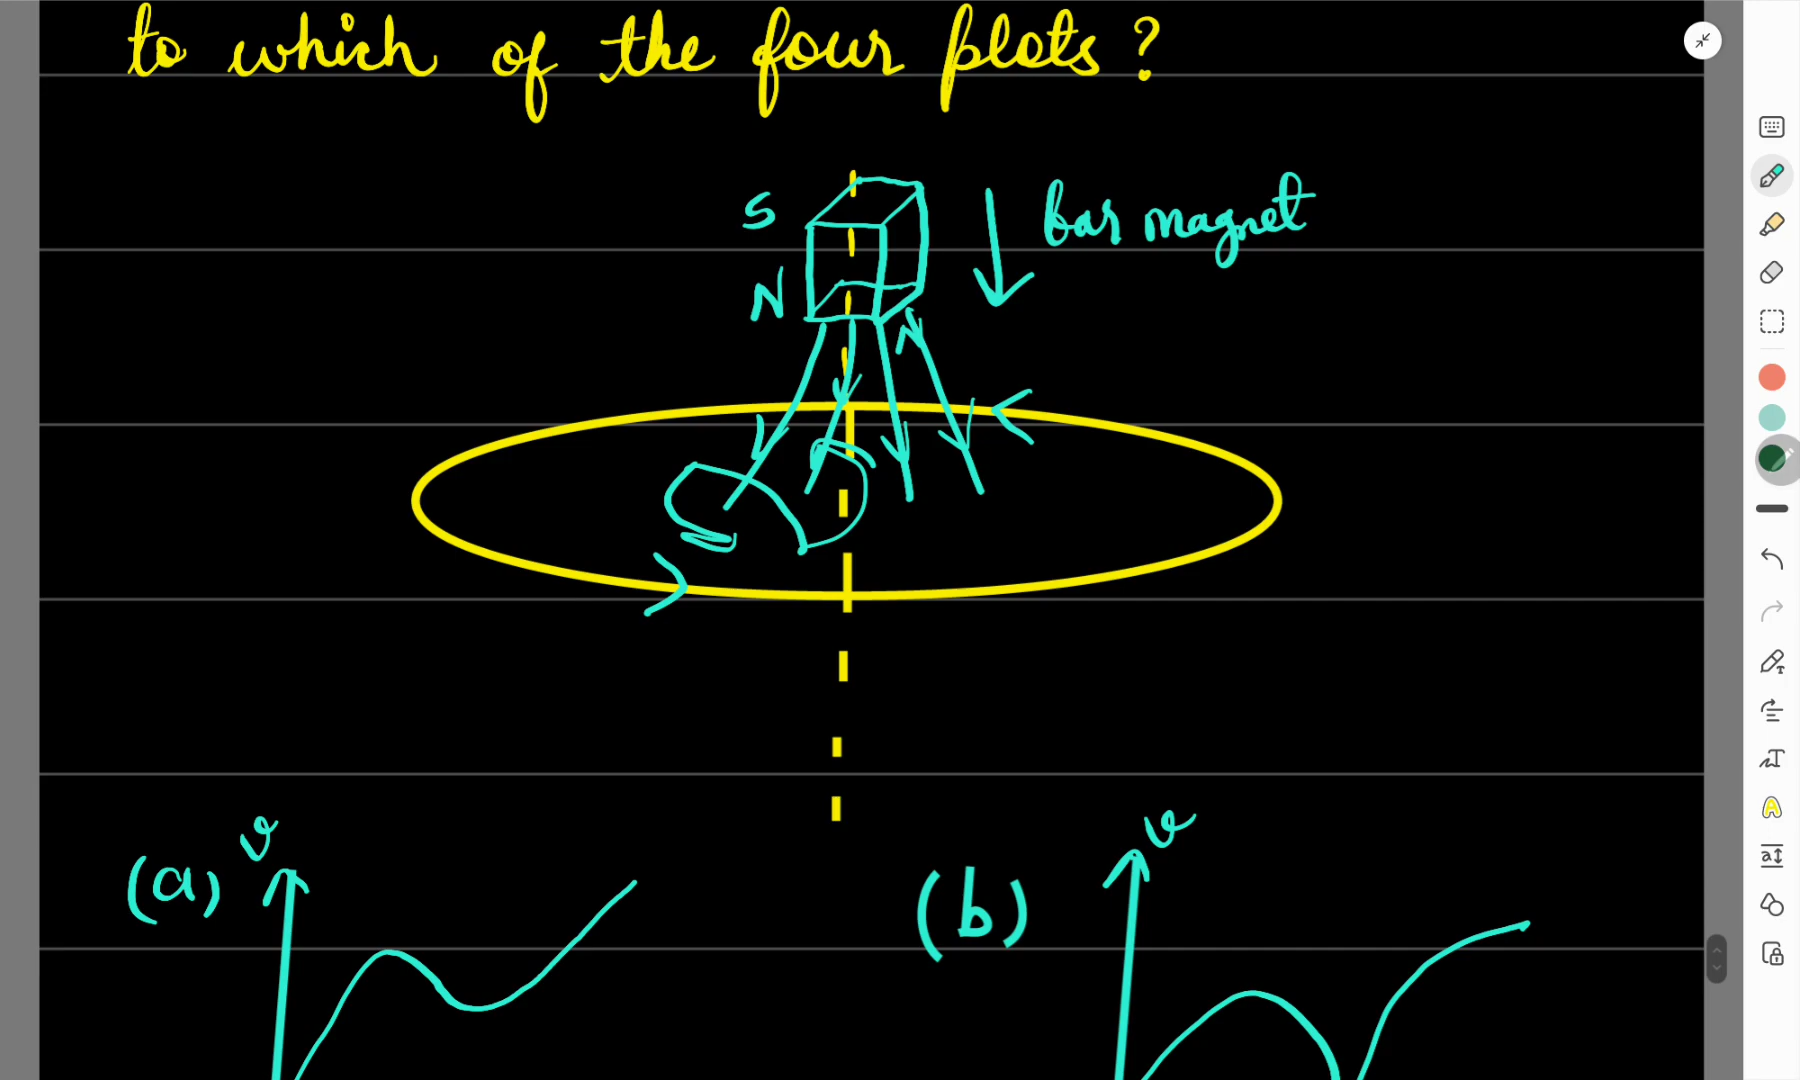 to which of the four plots ?
S
bar magnet
N
(a) v
(b) v